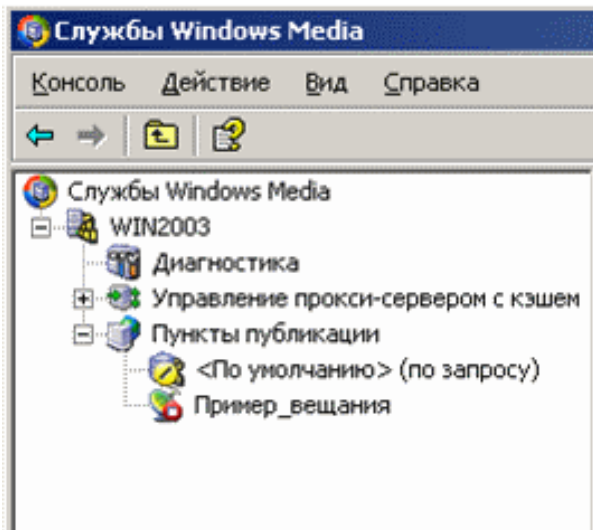 Службы Windows Media
Консоль Действие Вид Справка
Службы Windows Media
WIN2003
Диагностика
Управление прокси-сервером с кэшем
Пункты публикации
<По умолчанию> (по запросу)
Пример_вещания